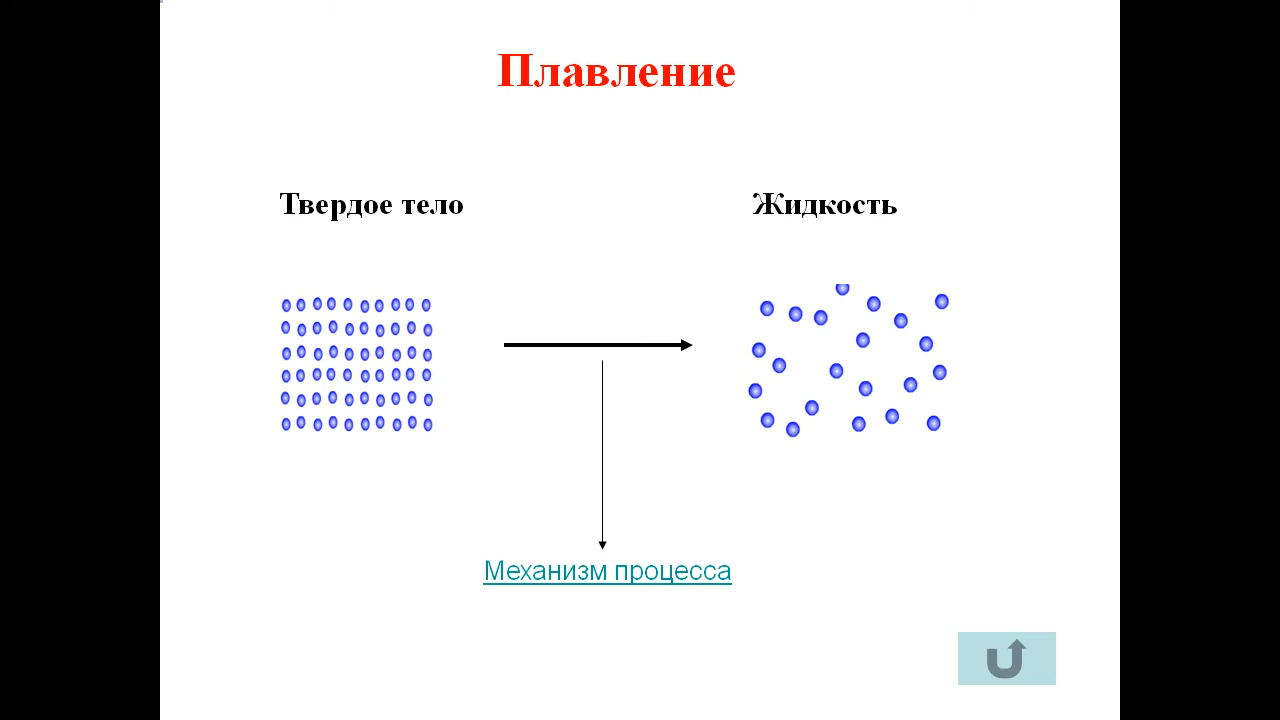 Плавление
Твердое тело
Жидкость
Механизм процесса